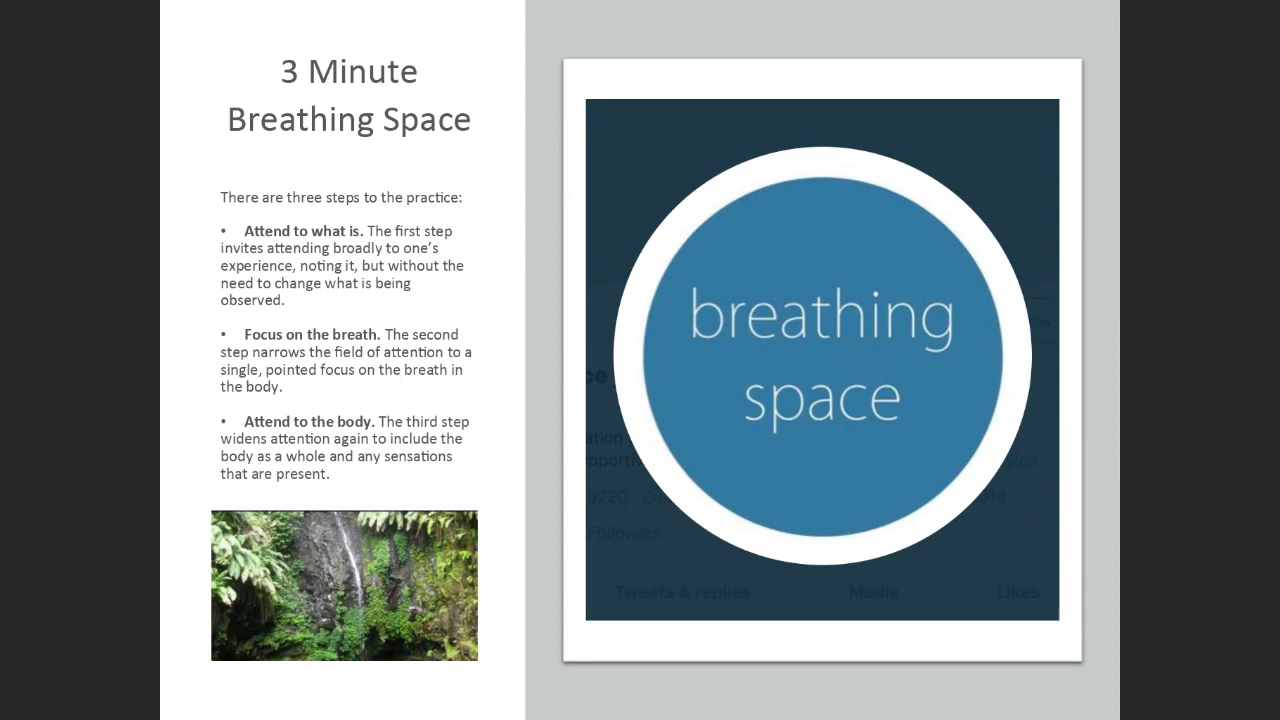 3 Minute
Breathing Space
There are three steps to the practice:
• Attend to what is. The first step
invites attending broadly to one's
experience, noting it, but without the
need to change what is being
observed.
• Focus on the breath. The second
step narrows the field of attention to a
single, pointed focus on the breath in
the body.
• Attend to the body. The third step
widens attention again to include the
body as a whole and any sensations
that are present.
breathing
space
3220
014
Followers
Tweets & replies Media Likes